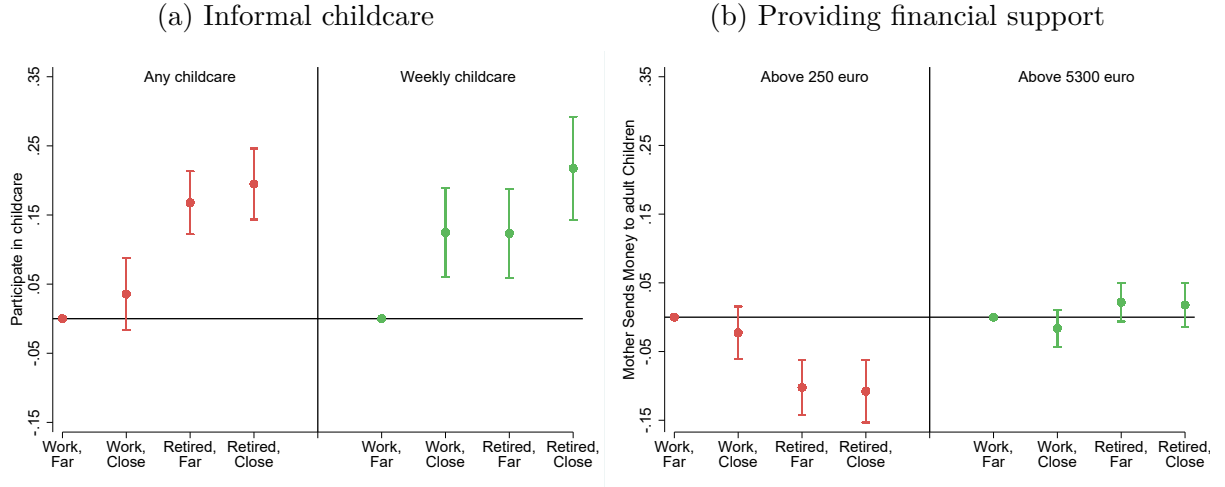 (a) Informal childcare
Any childcare
Weekly childcare
Participate in childcare
.35
.25
.15
.05
-.05
-.15
Work,
Far
Work,
Close
Retired,
Far
Retired,
Close
Work,
Far
Work,
Close
Retired,
Far
Retired,
Close
(b) Providing financial support
Above 250 euro
Above 5300 euro
Mother Sends Money to adult Children
.35
.25
.15
.05
-.05
-.15
Work,
Far
Work,
Close
Retired,
Far
Retired,
Close
Work,
Far
Work,
Close
Retired,
Far
Retired,
Close